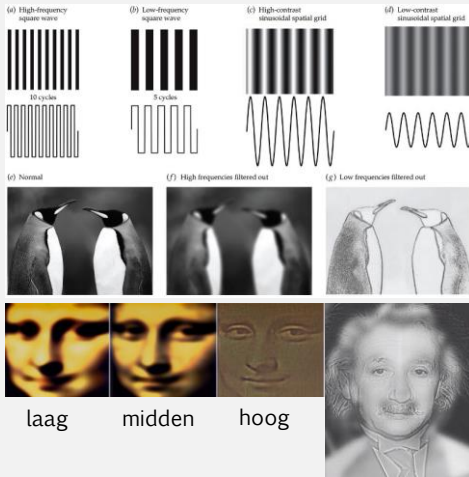 (a) High-frequency
square wave
(b) Low-frequency
square wave
(c) High-contrast
sinusoidal spatial grid
(d) Low-contrast
sinusoidal spatial grid
10 cycles
5 cycles
(e) Normal
(f) High frequencies filtered out
(g) Low frequencies filtered out
laag
midden
hoog